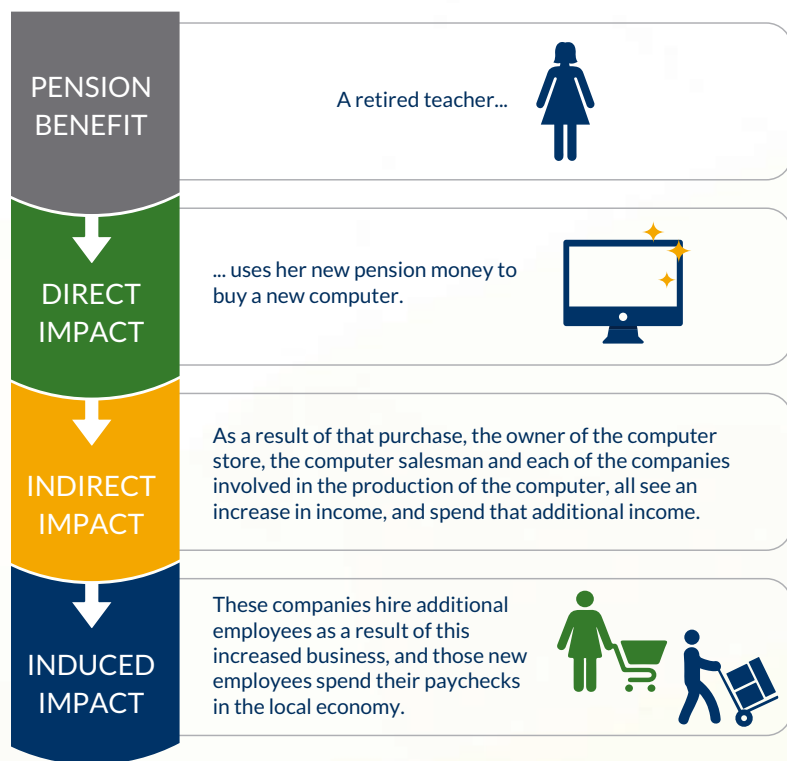 PENSION
BENEFIT
A retired teacher...
DIRECT
IMPACT
... uses her new pension money to
buy a new computer.
INDIRECT
IMPACT
As a result of that purchase, the owner of the computer
store, the computer salesman and each of the companies
involved in the production of the computer, all see an
increase in income, and spend that additional income.
INDUCED
IMPACT
These companies hire additional
employees as a result of this
increased business, and those new
employees spend their paychecks
in the local economy.